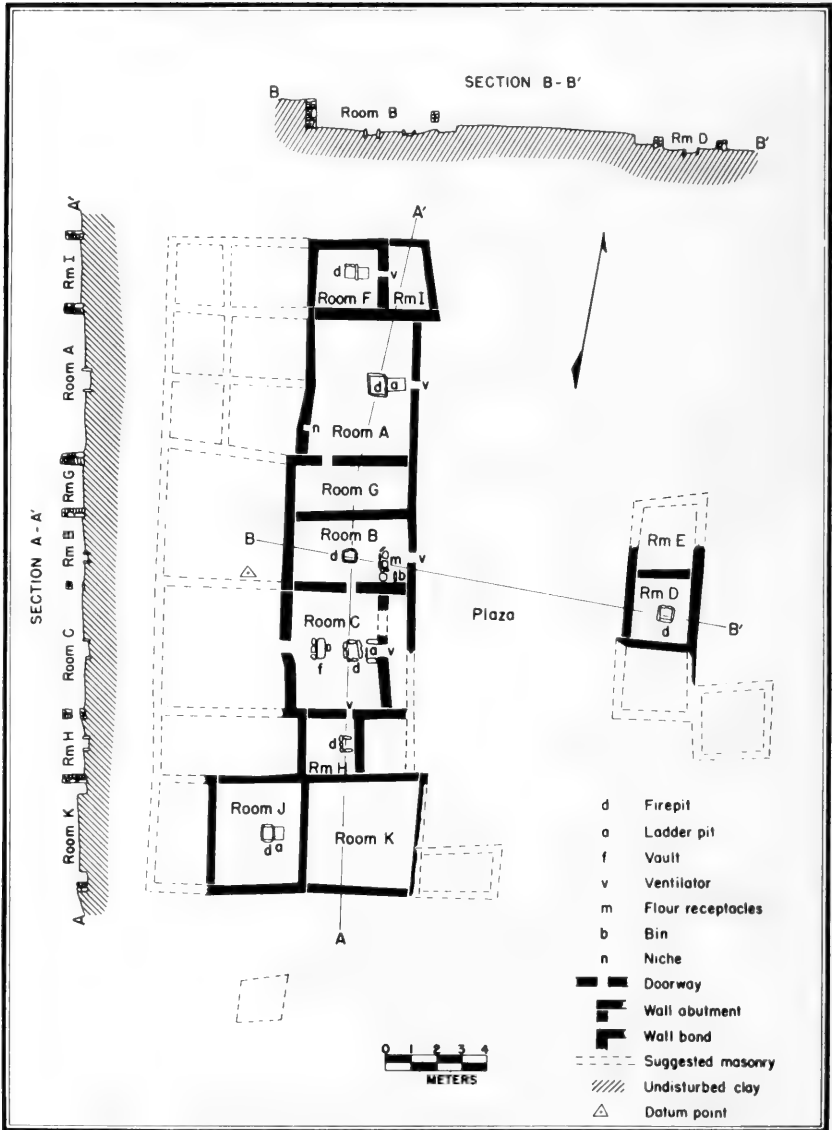 SECTION B-B'
B
Room B
Rm D
B'
SECTION A-A'
A'
Rm I
Room A
Rm G
Rm B
Room C
Rm H
Room K
A
A'
d
v
Room F
Rm I
d
a
v
n
Room A
Room G
Room B
B
d
m
b
v
Rm E
Rm D
d
B'
Room C
Plaza
f
d
a
v
v
d
Rm H
Room J
d
a
Room K
A
d Firepit
a Ladder pit
f Vault
v Ventilator
m Flour receptacles
b Bin
n Niche
Doorway
Wall abutment
Wall bond
Suggested masonry
Undisturbed clay
Datum point
0 1 2 3 4
METERS